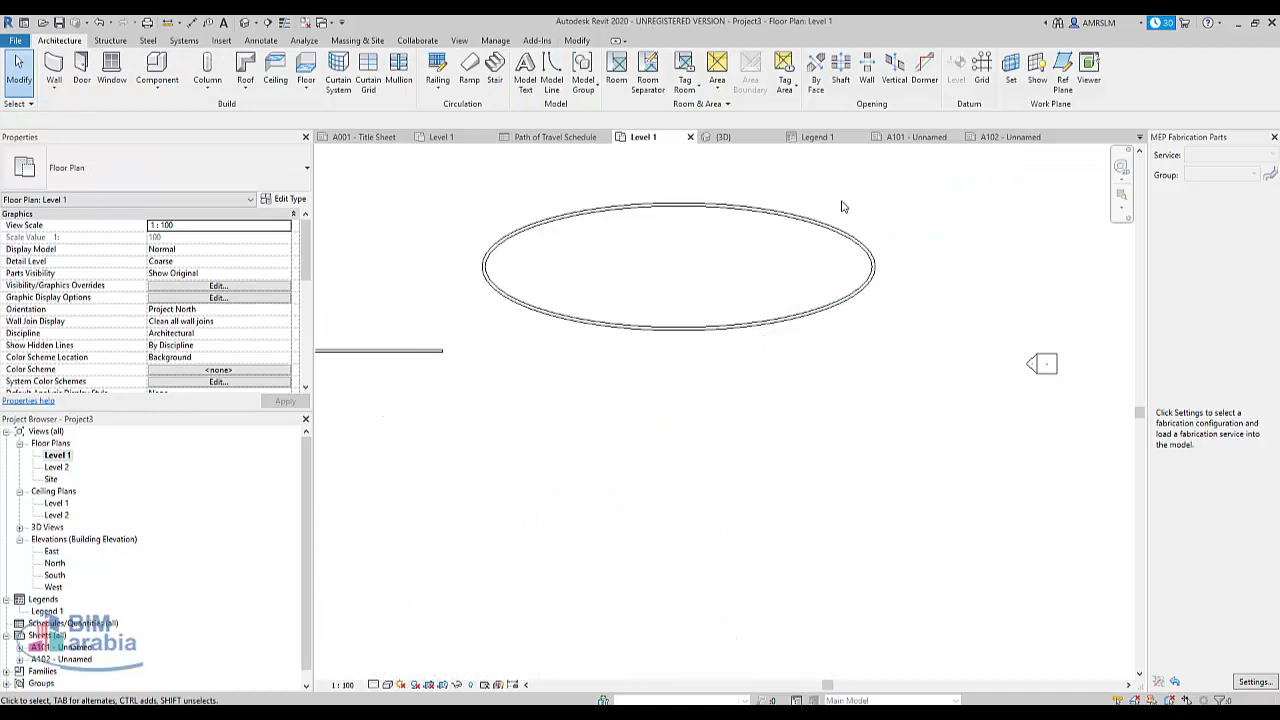 Autodesk Revit 2020 - UNREGISTERED VERSION - Project3 - Floor Plan: Level 1
AMRSLM
30
File Architecture Structure Steel Systems Insert Annotate Analyze Massing & Site Collaborate View Manage Add-Ins Modify
Modify Wall Door Window Component Column Roof Ceiling Floor Curtain System Curtain Grid Mullion Railing Ramp Stair Model Text Model Line Model Group Room Room Separator Tag Room Area Area Boundary Tag Area By Face Shaft Wall Vertical Dormer Level Grid Set Show Ref Plane Viewer
Select Build Circulation Model Room & Area Opening Datum Work Plane
Properties
A001 - Title Sheet Level 1 Path of Travel Schedule Level 1 {3D} Legend 1 A101 - Unnamed A102 - Unnamed
MEP Fabrication Parts
Service:
Group:
Floor Plan
Floor Plan: Level 1 Edit Type
Graphics
View Scale 1 : 100
Scale Value 1: 100
Display Model Normal
Detail Level Coarse
Parts Visibility Show Original
Visibility/Graphics Overrides Edit...
Graphic Display Options Edit...
Orientation Project North
Wall Join Display Clean all wall joins
Discipline Architectural
Show Hidden Lines By Discipline
Color Scheme Location Background
Color Scheme <none>
System Color Schemes Edit...
Properties help Apply
Project Browser - Project3
Views (all)
Floor Plans
Level 1
Level 2
Site
Ceiling Plans
Level 1
Level 2
3D Views
Elevations (Building Elevation)
East
North
South
West
Legends
Legend 1
Schedules/Quantities (all)
Sheets (all)
A101 - Unnamed
A102 - Unnamed
Families
Groups
BIM
arabia
Click Settings to select a
fabrication configuration and
load a fabrication service into
the model.
Settings...
1 : 100
Click to select, TAB for alternates, CTRL adds, SHIFT unselects.
:0
Main Model
:0